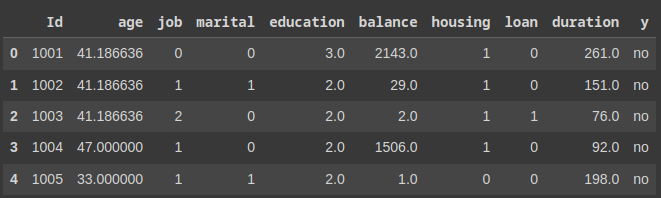 Id age job marital education balance housing loan duration y
0 1001 41.186636 0 0 3.0 2143.0 1 0 261.0 no
1 1002 41.186636 1 1 2.0 29.0 1 0 151.0 no
2 1003 41.186636 2 0 2.0 2.0 1 1 76.0 no
3 1004 47.000000 1 0 2.0 1506.0 1 0 92.0 no
4 1005 33.000000 1 1 2.0 1.0 0 0 198.0 no